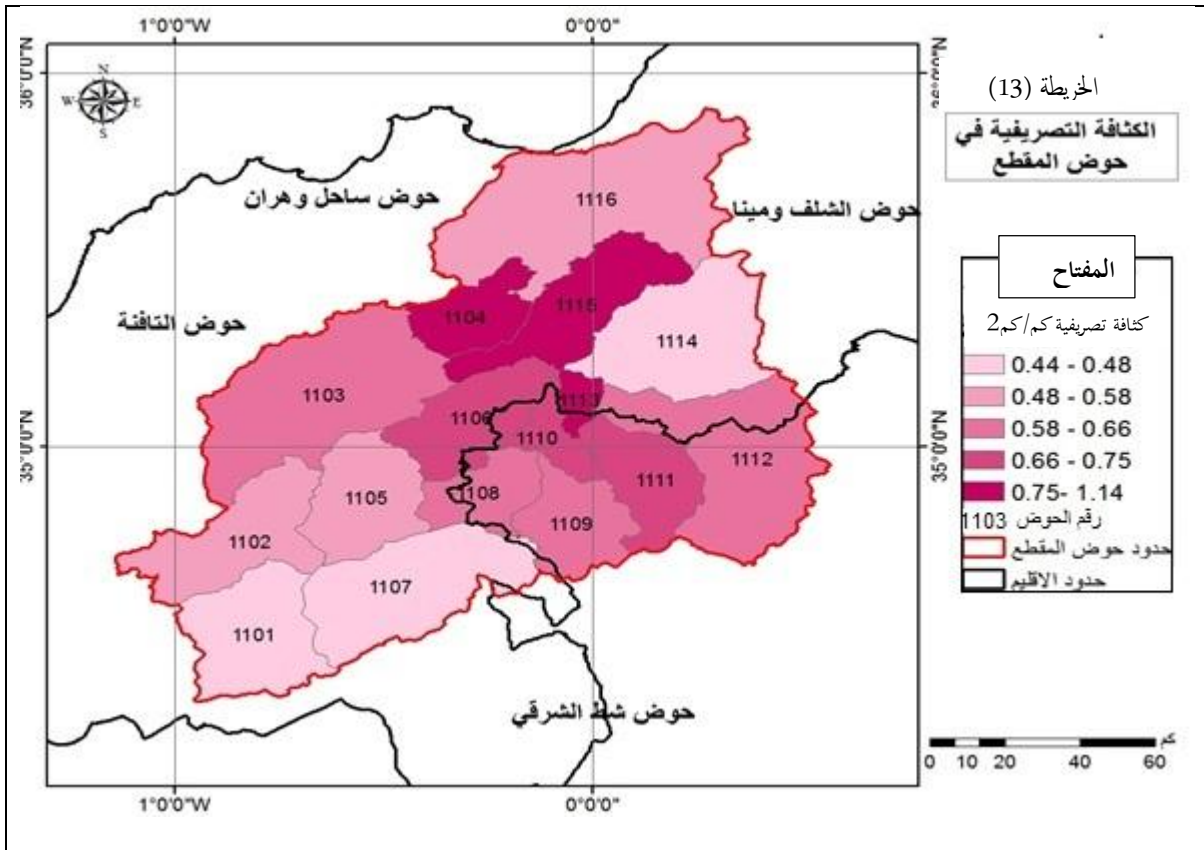 1°0'0"W
0°0'0"
36°0'0"N
36°0'0"N
N
W
E
S
الخريطة (13)
الكثافة التصريفية في
حوض المقطع
حوض ساحل وهران
1116
حوض الشلف ومينا
المفتاح
كثافة تصريفية كم/كم2
0.44 - 0.48
0.48 - 0.58
0.58 - 0.66
0.66 - 0.75
0.75- 1.14
1103 رقم الحوض
حدود حوض المقطع
حدود الاقليم
حوض التافنة
1104
1115
1114
1103
1113
1106
1110
35°0'0"N
35°0'0"N
1112
1111
1105
1108
1109
1102
1107
1101
حوض شط الشرقي
كم
0 10 20 40 60
1°0'0"W
0°0'0"